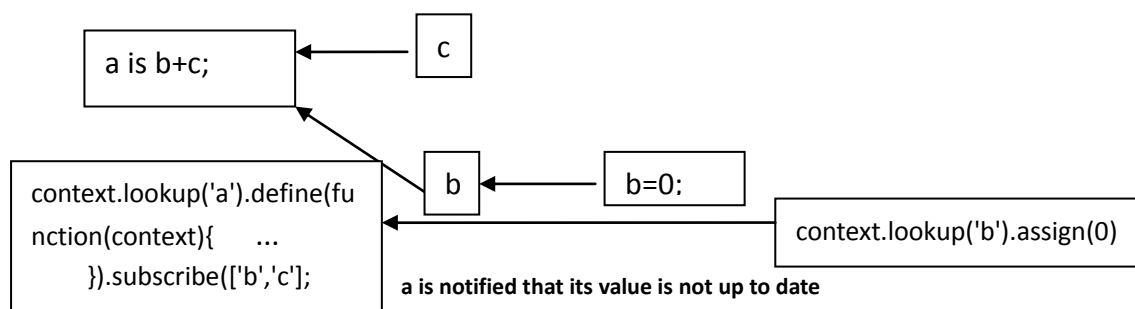 c
a is b+c;
b
b=0;
context.lookup('a').define(fu
nction(context){ ...
}).subscribe(['b','c'];
context.lookup('b').assign(0)
a is notified that its value is not up to date